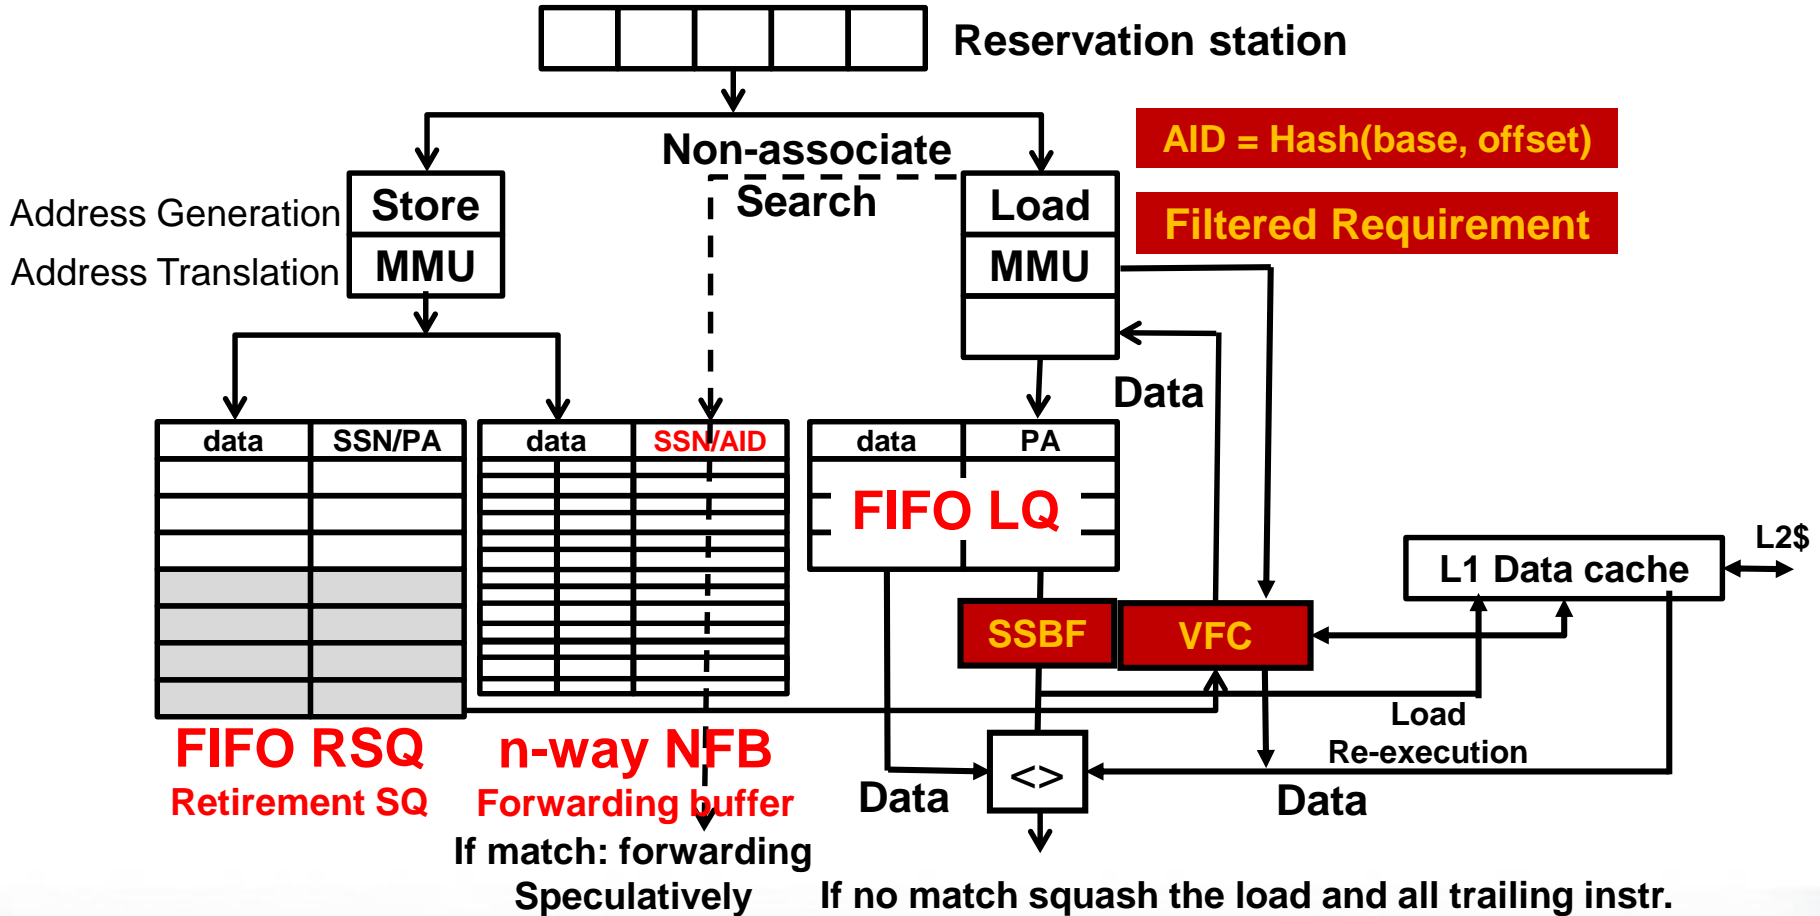 Reservation station
Non-associate
Search
AID = Hash(base, offset)
Filtered Requirement
Address Generation
Store
Load
Address Translation
MMU
MMU
Data
data
SSN/PA
data
SSN/AID
data
PA
FIFO LQ
L1 Data cache
L2$
SSBF
VFC
FIFO RSQ
Retirement SQ
n-way NFB
Forwarding buffer
Load
Re-execution
<>
Data
Data
If match: forwarding
Speculatively
If no match squash the load and all trailing instr.